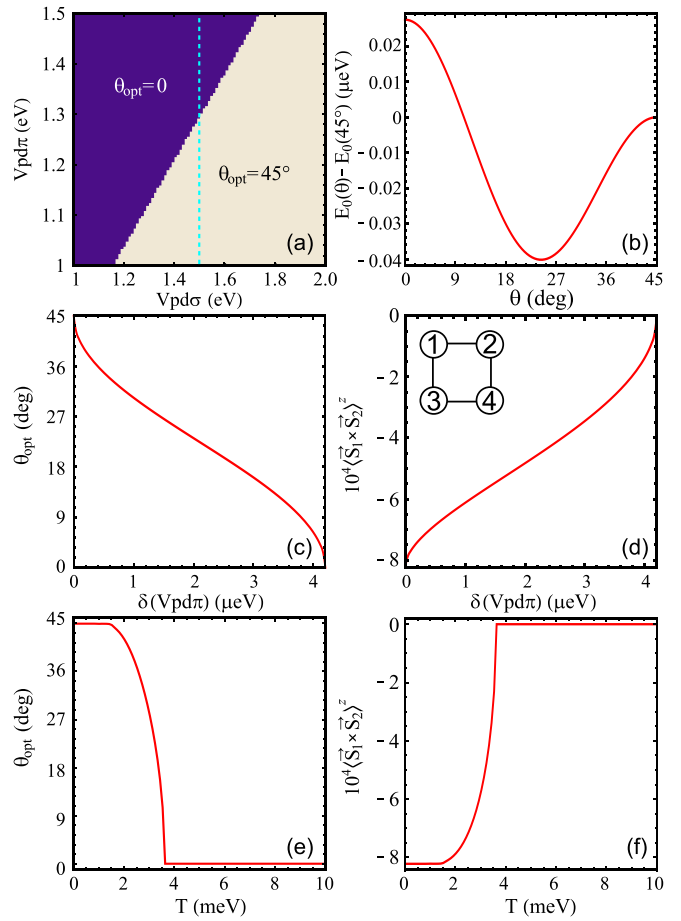 1.5
1.4
1.3
1.2
1.1
1
Vpdπ (eV)
θopt=0
θopt=45°
(a)
1.0 1.2 1.4 1.6 1.8 2.0
Vpdσ (eV)
0.02
0.01
0
−0.01
−0.02
−0.03
−0.04
E0(θ)−E0(45°) (μeV)
(b)
0 9 18 27 36 45
θ (deg)
45
36
27
18
9
0
θopt (deg)
(c)
0 1 2 3 4
δ(Vpdπ) (μeV)
0
−2
−4
−6
−8
10⁴⟨S⃗1×S⃗2⟩ᶻ
1 2
3 4
(d)
0 1 2 3 4
δ(Vpdπ) (μeV)
45
36
27
18
9
0
θopt (deg)
(e)
0 2 4 6 8 10
T (meV)
0
−2
−4
−6
−8
10⁴⟨S⃗1×S⃗2⟩ᶻ
(f)
0 2 4 6 8 10
T (meV)